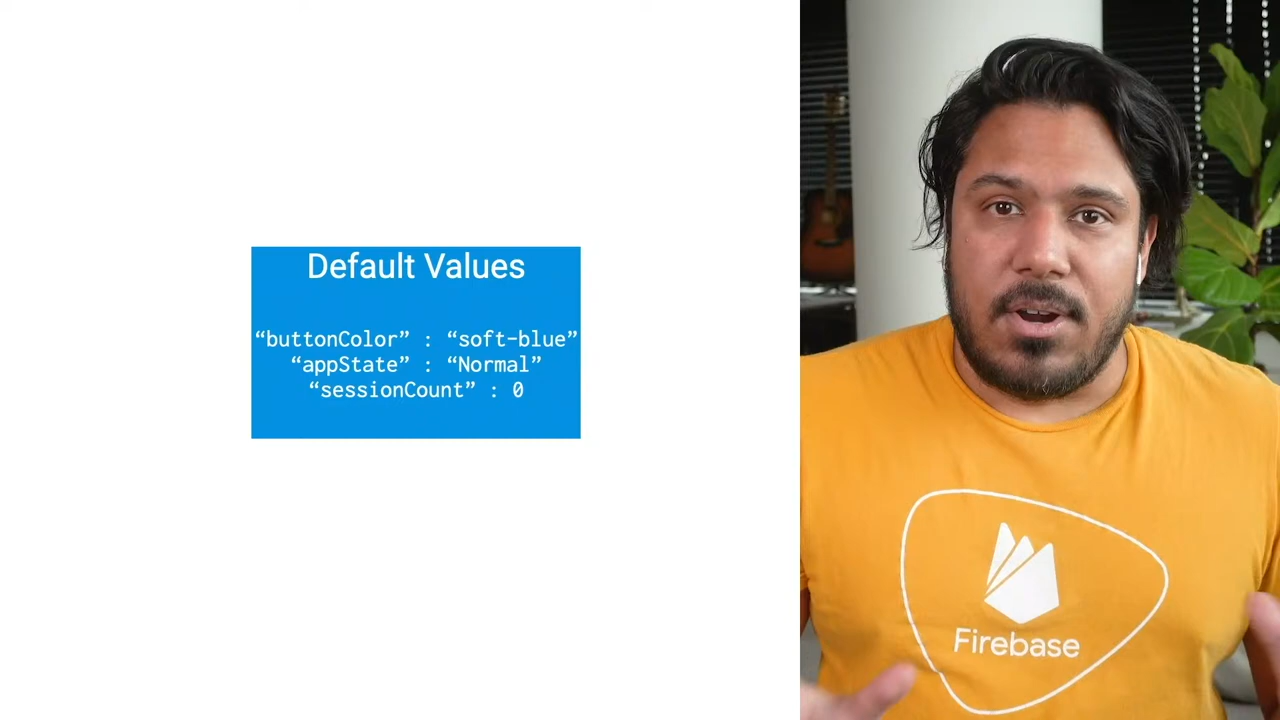 Default Values
“buttonColor” : “soft-blue”
“appState” : “Normal”
“sessionCount” : 0
Firebase